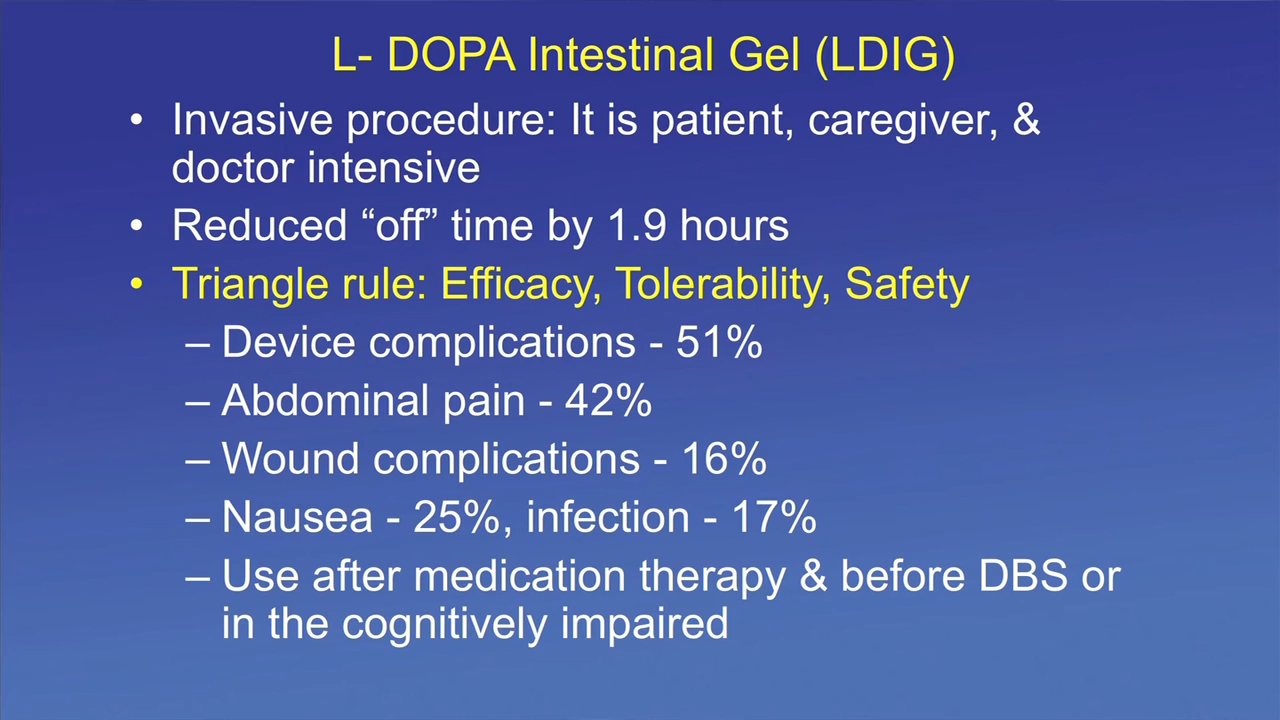 L- DOPA Intestinal Gel (LDIG)
• Invasive procedure: It is patient, caregiver, &
doctor intensive
• Reduced “off” time by 1.9 hours
• Triangle rule: Efficacy, Tolerability, Safety
– Device complications - 51%
– Abdominal pain - 42%
– Wound complications - 16%
– Nausea - 25%, infection - 17%
– Use after medication therapy & before DBS or
in the cognitively impaired